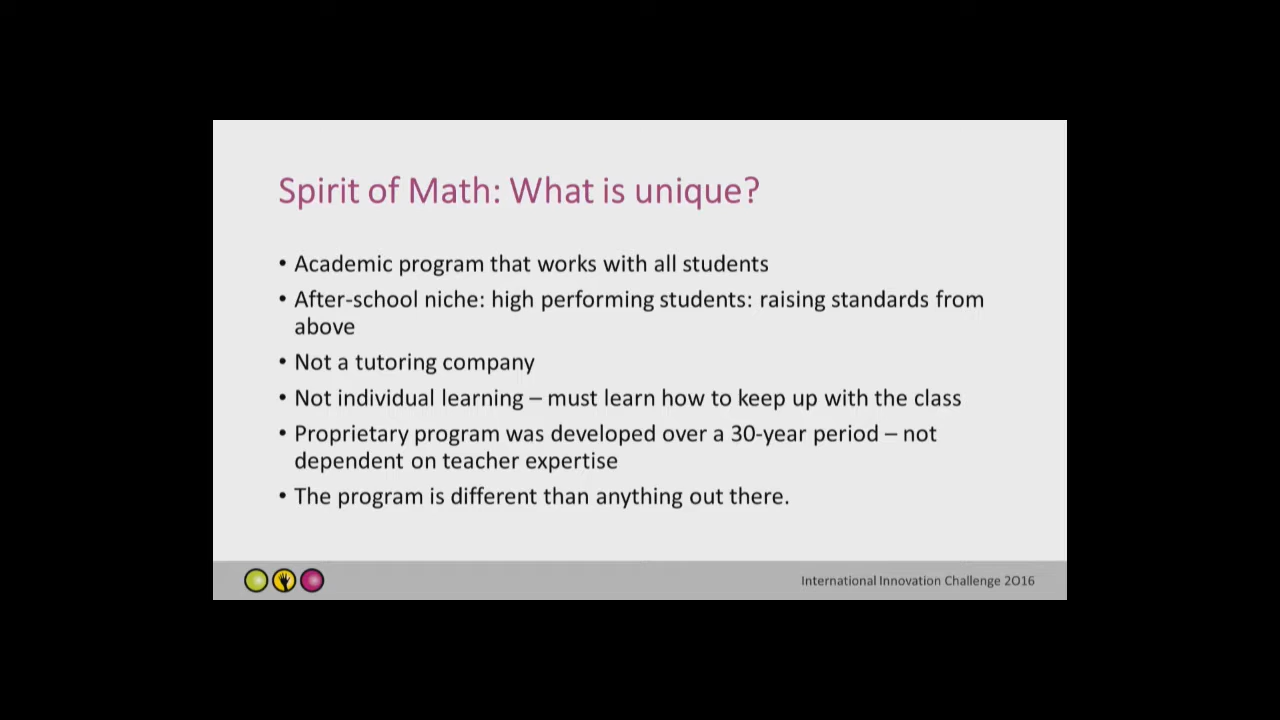 Spirit of Math: What is unique?
• Academic program that works with all students
• After-school niche: high performing students: raising standards from
above
• Not a tutoring company
• Not individual learning – must learn how to keep up with the class
• Proprietary program was developed over a 30-year period – not
dependent on teacher expertise
• The program is different than anything out there.
International Innovation Challenge 2016